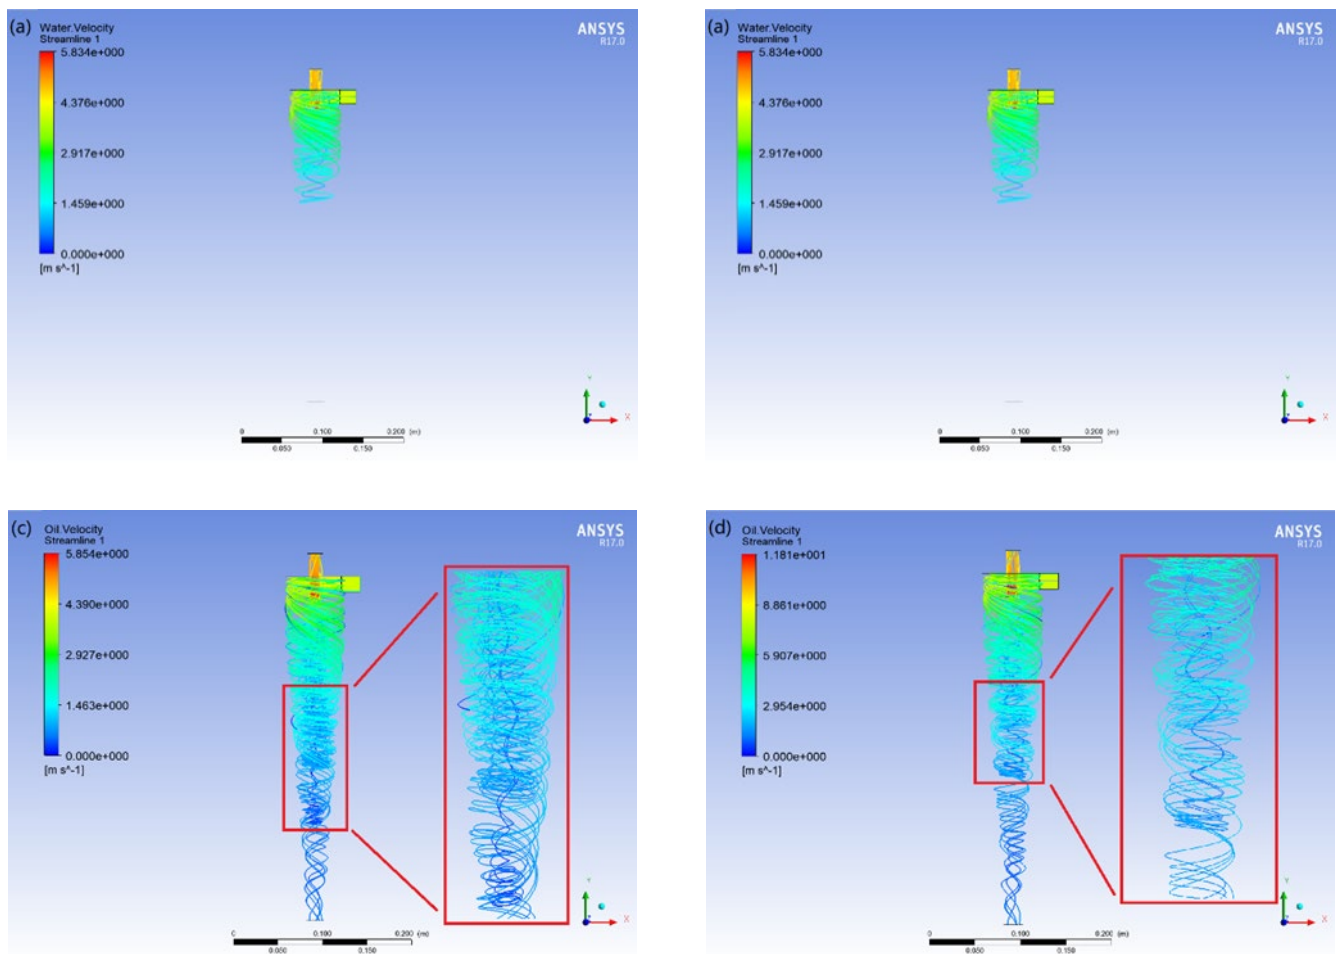 (a) Water.Velocity
Streamline 1
5.834e+000
4.376e+000
2.917e+000
1.459e+000
0.000e+000
[m s^-1]
ANSYS
R17.0
Y
X
0 0.100 0.200 (m)
0.050 0.150
(a) Water.Velocity
Streamline 1
5.834e+000
4.376e+000
2.917e+000
1.459e+000
0.000e+000
[m s^-1]
ANSYS
R17.0
Y
X
0 0.100 0.200 (m)
0.050 0.150
(c) Oil.Velocity
Streamline 1
5.854e+000
4.390e+000
2.927e+000
1.463e+000
0.000e+000
[m s^-1]
ANSYS
R17.0
Y
X
0 0.100 0.200 (m)
0.050 0.150
(d) Oil.Velocity
Streamline 1
1.181e+001
8.861e+000
5.907e+000
2.954e+000
0.000e+000
[m s^-1]
ANSYS
R17.0
Y
X
0 0.100 0.200 (m)
0.050 0.150